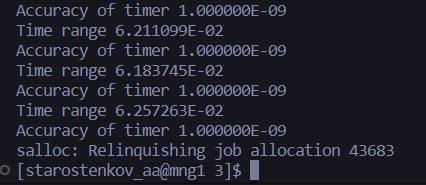 Accuracy of timer 1.000000E-09
Time range 6.211099E-02
Accuracy of timer 1.000000E-09
Time range 6.183745E-02
Accuracy of timer 1.000000E-09
Time range 6.257263E-02
Accuracy of timer 1.000000E-09
salloc: Relinquishing job allocation 43683
[starostenkov_aa@mng1 3]$